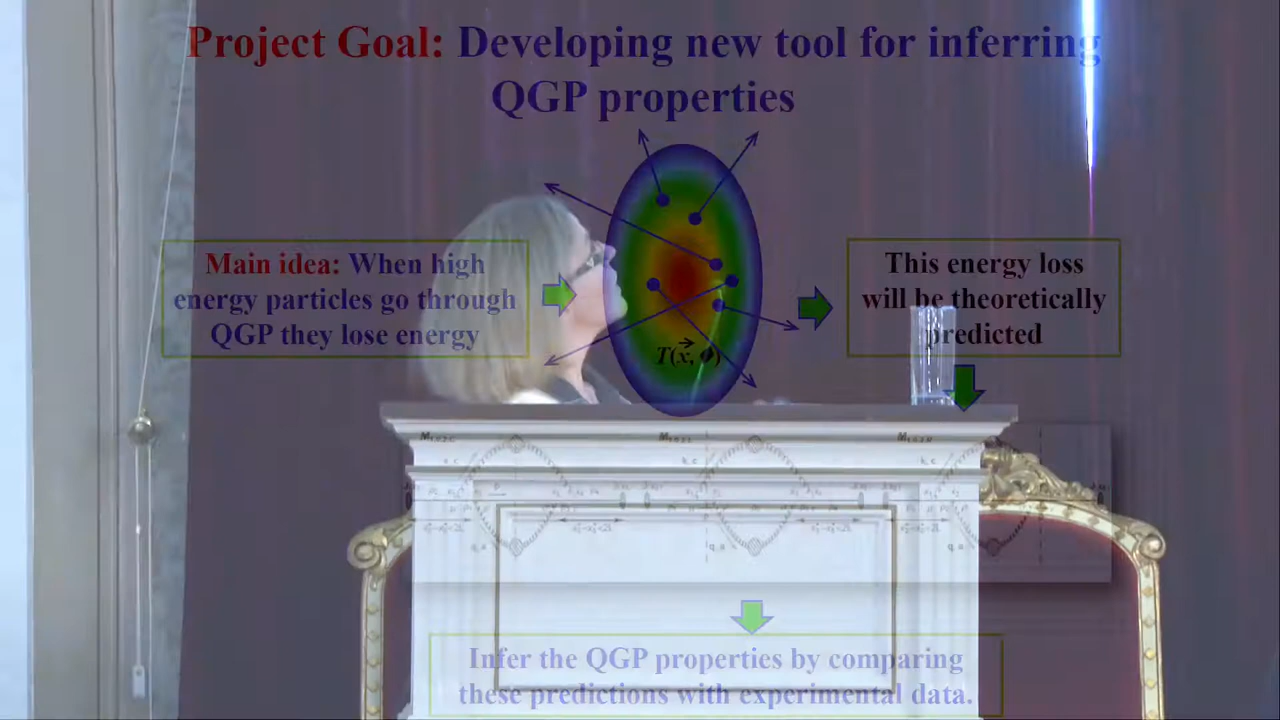 Project Goal: Developing new tool for inferring
QGP properties
Main idea: When high
energy particles go through
QGP they lose energy
T(x, ϕ)
This energy loss
will be theoretically
predicted
Infer the QGP properties by comparing
these predictions with experimental data.